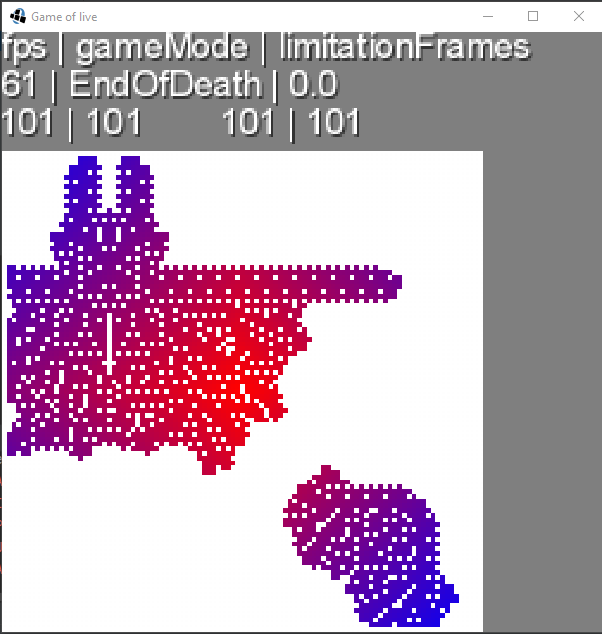 Game of live
fps | gameMode | limitationFrames
61 | EndOfDeath | 0.0
101 | 101 101 | 101